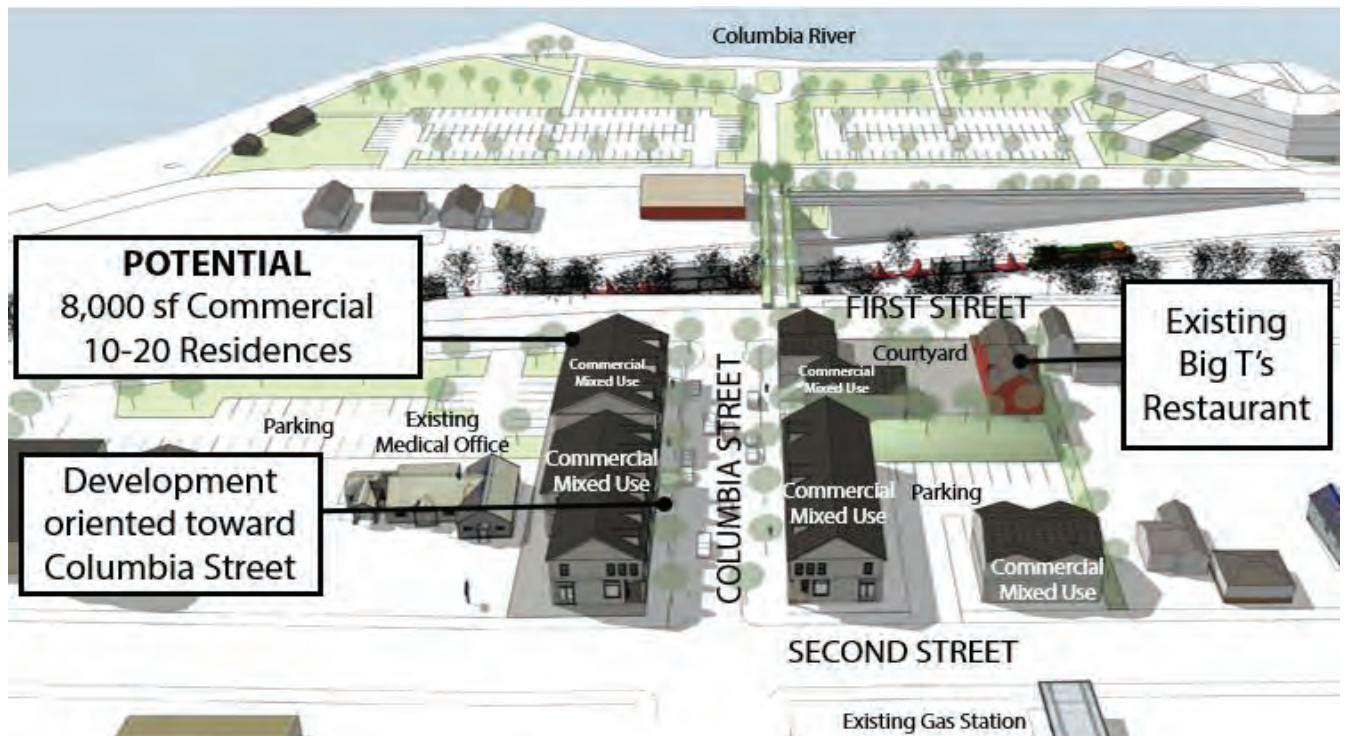 Columbia River
POTENTIAL
8,000 sf Commercial
10-20 Residences
FIRST STREET
Existing
Big T's
Restaurant
Courtyard
Commercial
Mixed Use
Commercial
Mixed Use
COLUMBIA STREET
Parking
Existing
Medical Office
Development
oriented toward
Columbia Street
Commercial
Mixed Use
Commercial
Mixed Use
Parking
Commercial
Mixed Use
SECOND STREET
Existing Gas Station